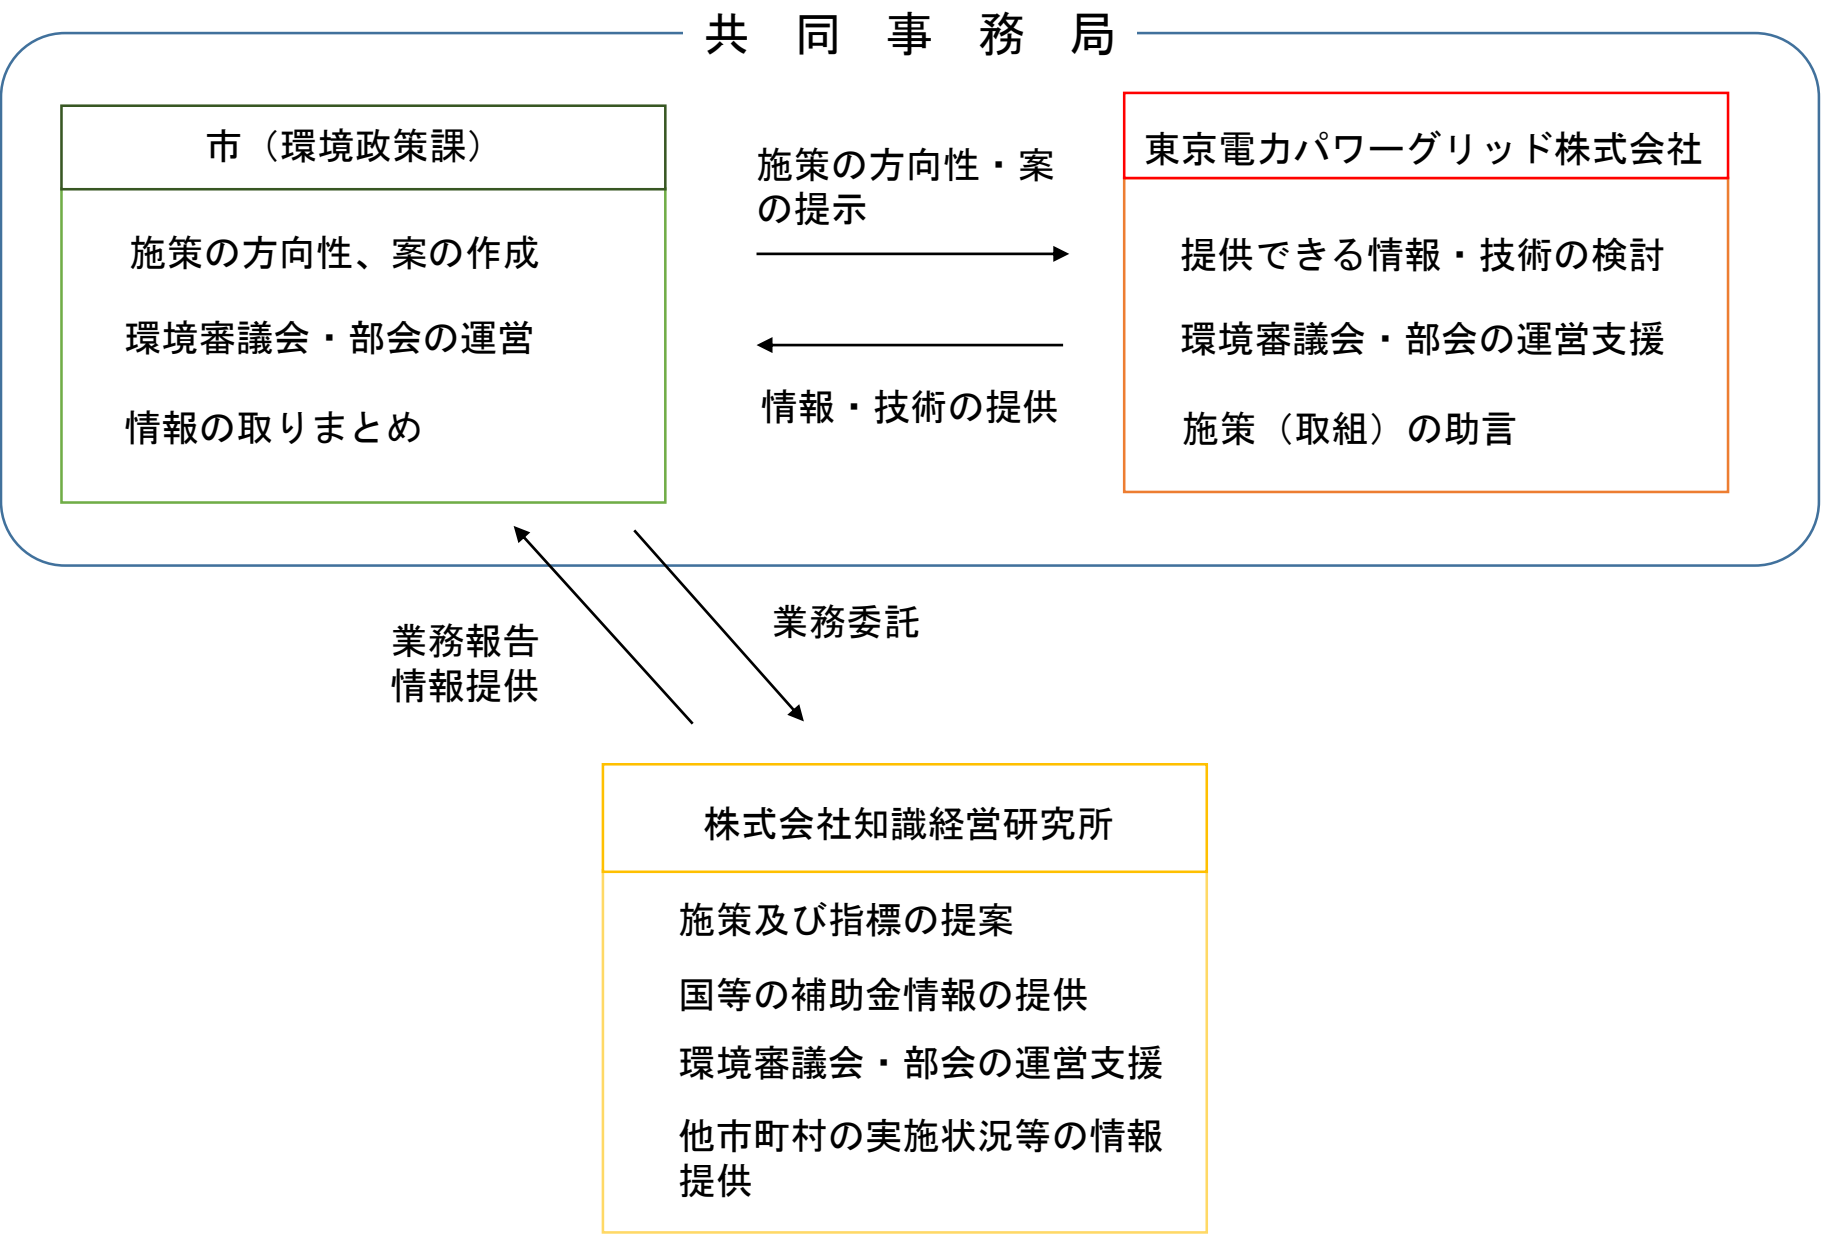 共　同　事　務　局
市（環境政策課）
施策の方向性、案の作成
環境審議会・部会の運営
情報の取りまとめ
施策の方向性・案
の提示
情報・技術の提供
東京電力パワーグリッド株式会社
提供できる情報・技術の検討
環境審議会・部会の運営支援
施策（取組）の助言
業務報告
情報提供
業務委託
株式会社知識経営研究所
施策及び指標の提案
国等の補助金情報の提供
環境審議会・部会の運営支援
他市町村の実施状況等の情報
提供